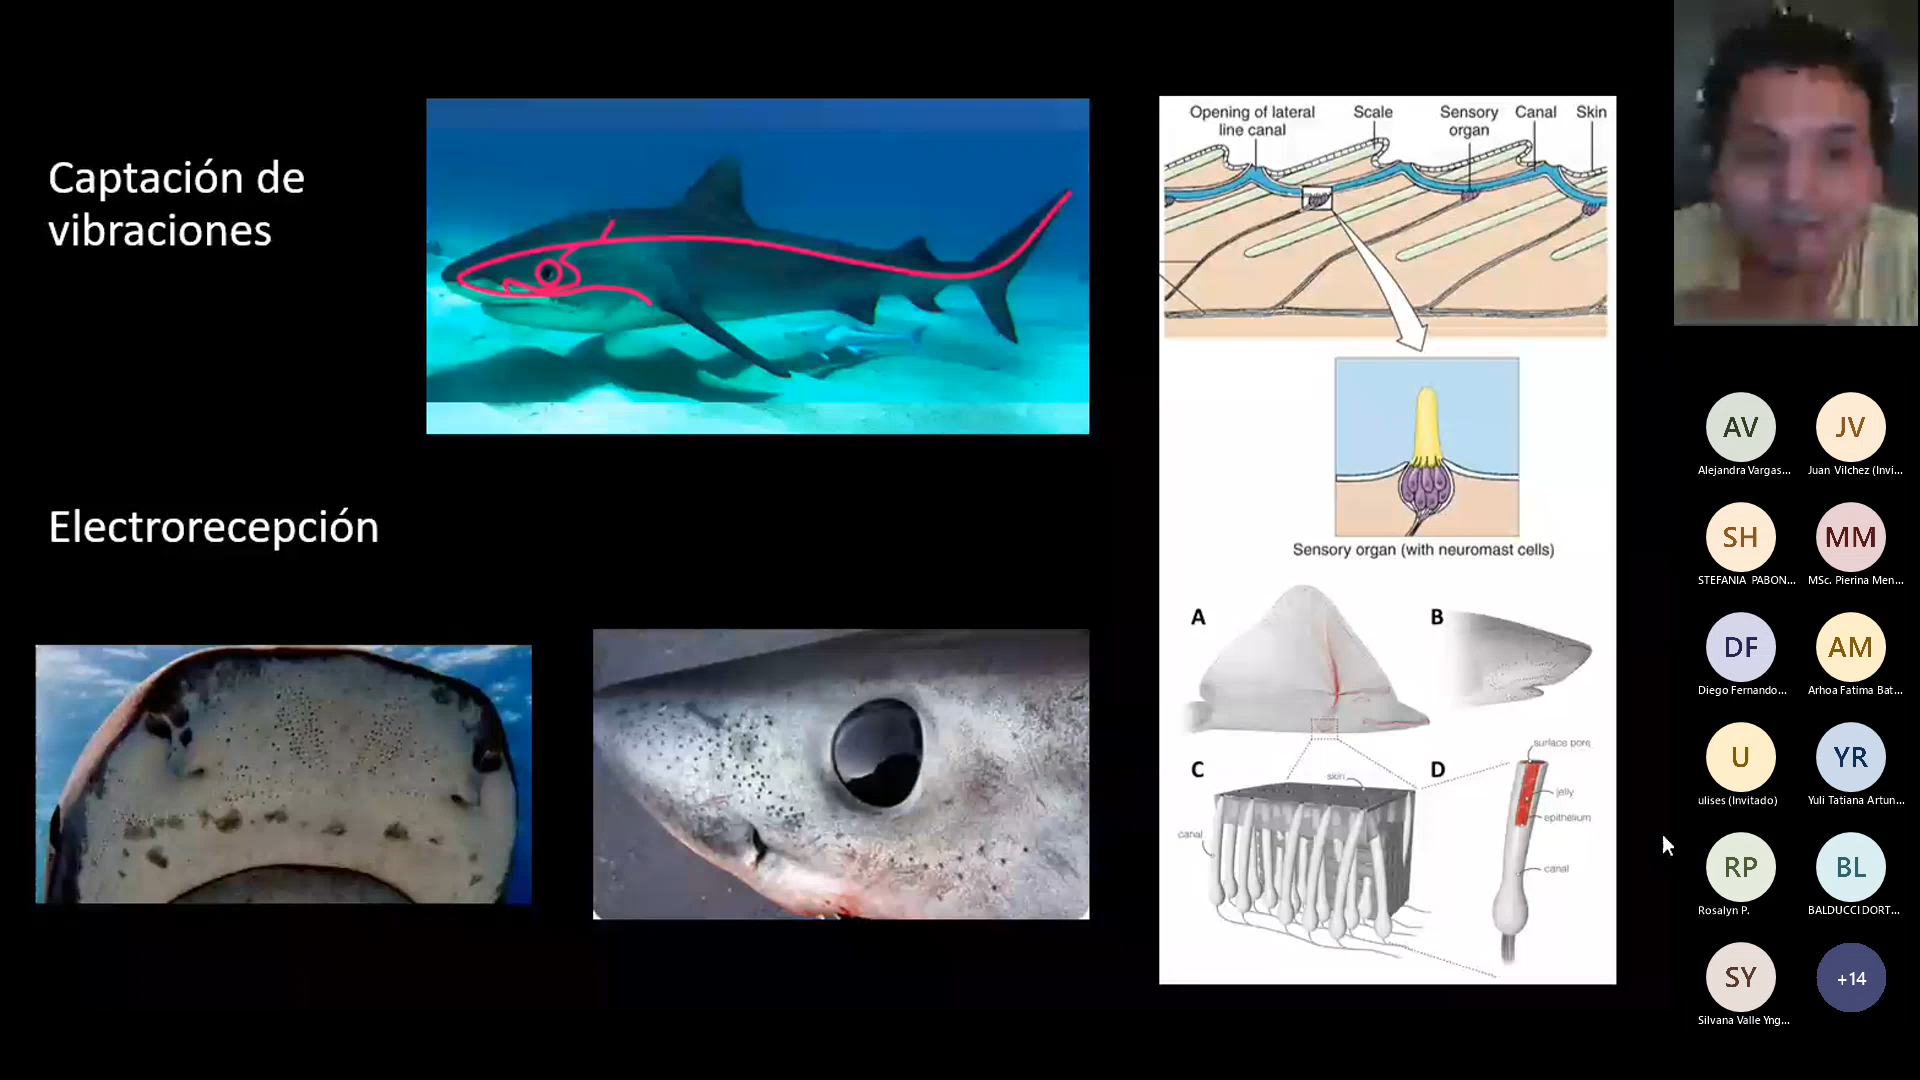 Captación de
vibraciones
Electrorecepción
Opening of lateral
line canal
Scale
Sensory
organ
Canal
Skin
Sensory organ (with neuromast cells)
A
B
C
D
skin
canal
surface pore
jelly
epithelium
canal
AV
Alejandra Vargas...
JV
Juan Vilchez (Invi...
SH
STEFANIA PABON...
MM
MSc. Pierina Men...
DF
Diego Fernando...
AM
Arhoa Fatima Bat...
U
ulises (Invitado)
YR
Yuli Tatiana Artun...
RP
Rosalyn P.
BL
BALDUCCI DORT...
SY
Silvana Valle Yng...
+14